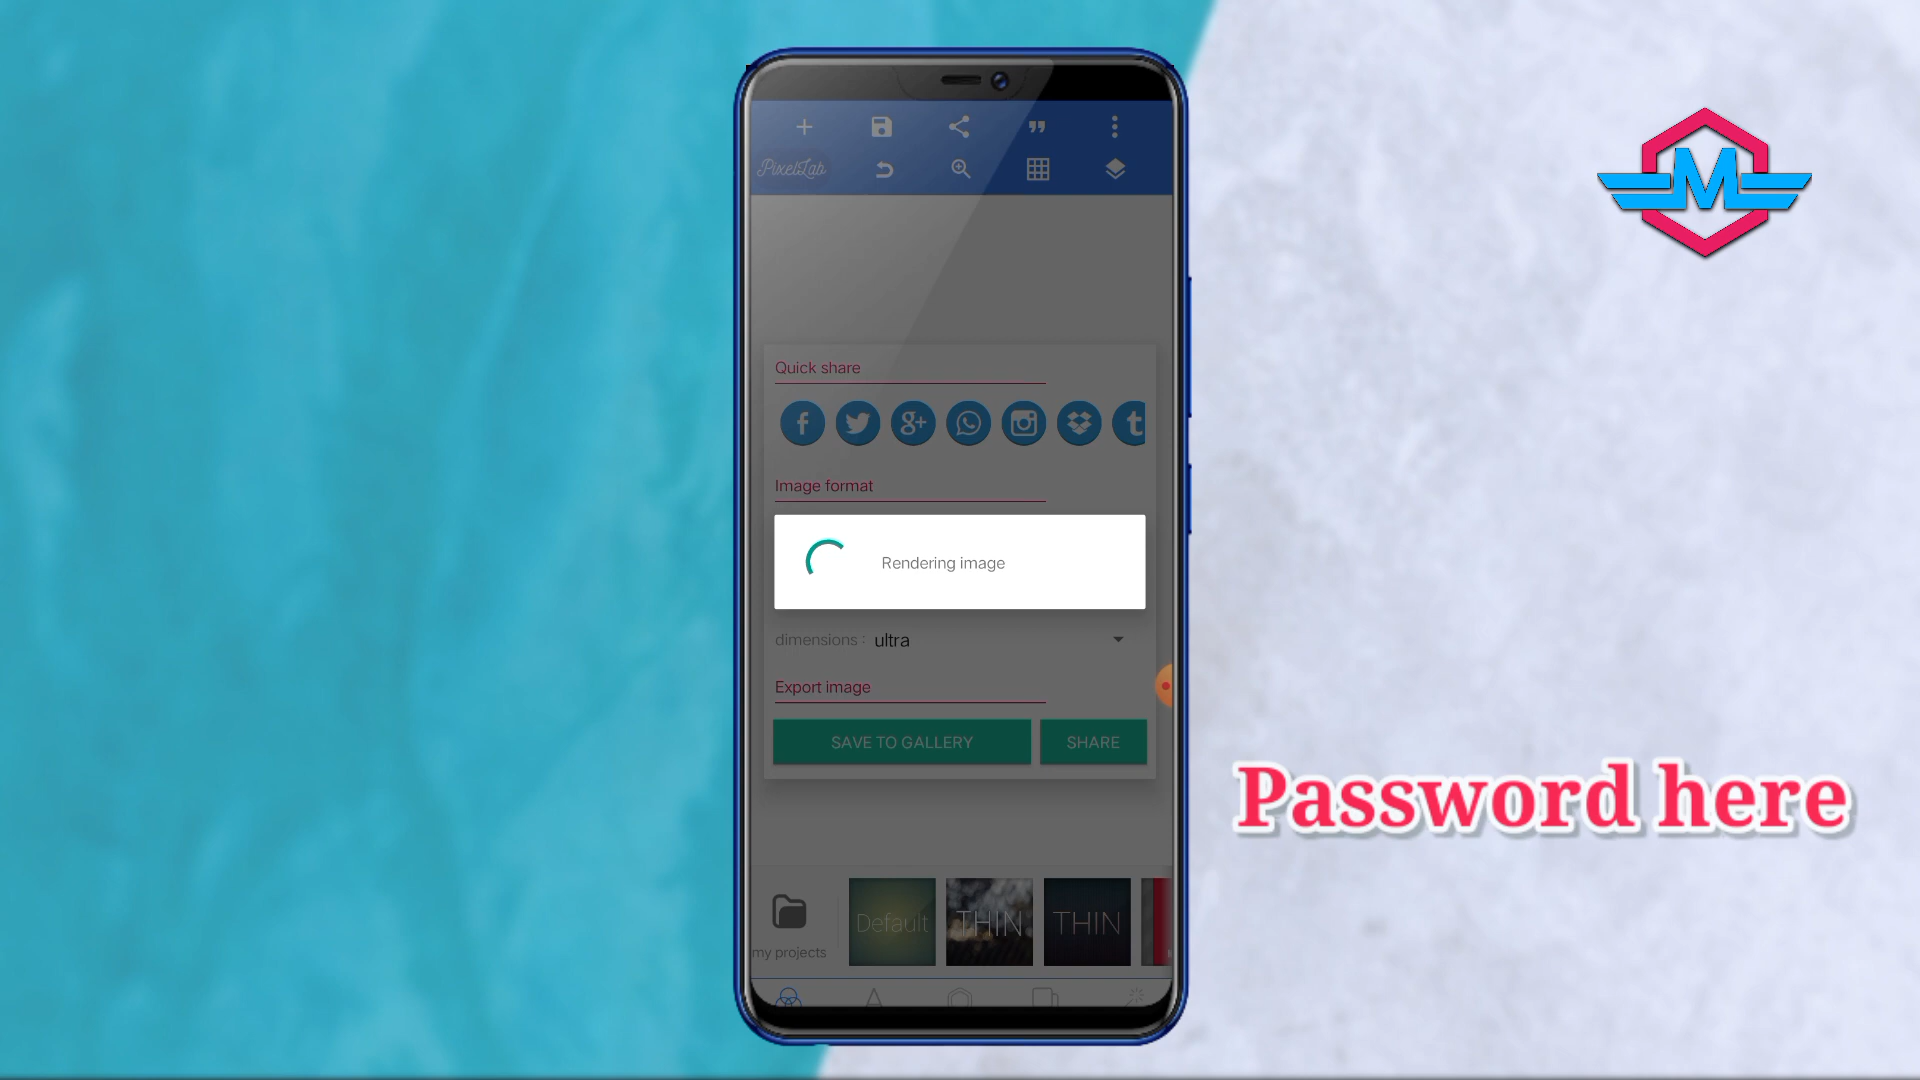 PixelLab
Quick share
Image format
Rendering image
dimensions : ultra
Export image
SAVE TO GALLERY
SHARE
my projects
Default
THIN
THIN
M
Password here